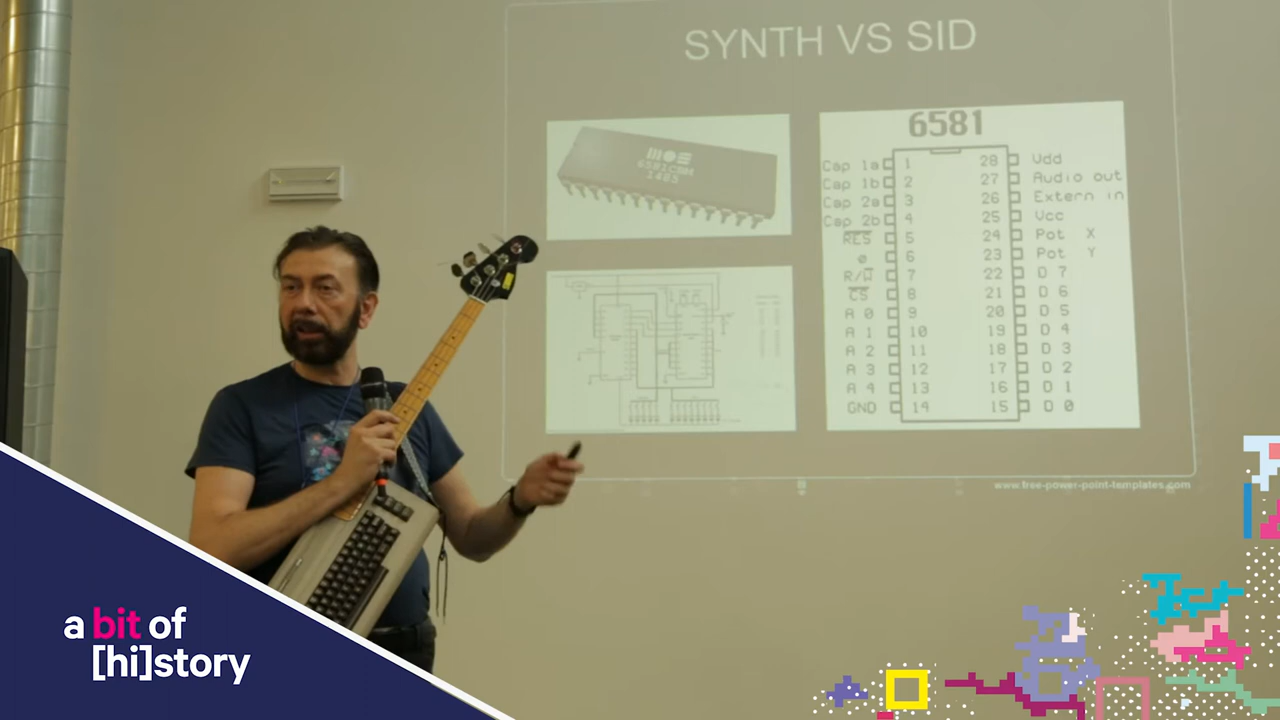 SYNTH VS SID
6581
Cap 1a 1 28 Vdd
Cap 1b 2 27 Audio out
Cap 2a 3 26 Extern in
Cap 2b 4 25 Vcc
RES 5 24 Pot X
ø 6 23 Pot Y
R/W 7 22 D 7
CS 8 21 D 6
A 0 9 20 D 5
A 1 10 19 D 4
A 2 11 18 D 3
A 3 12 17 D 2
A 4 13 16 D 1
GND 14 15 D 0
www.free-power-point-templates.com
a bit of
[hi]story